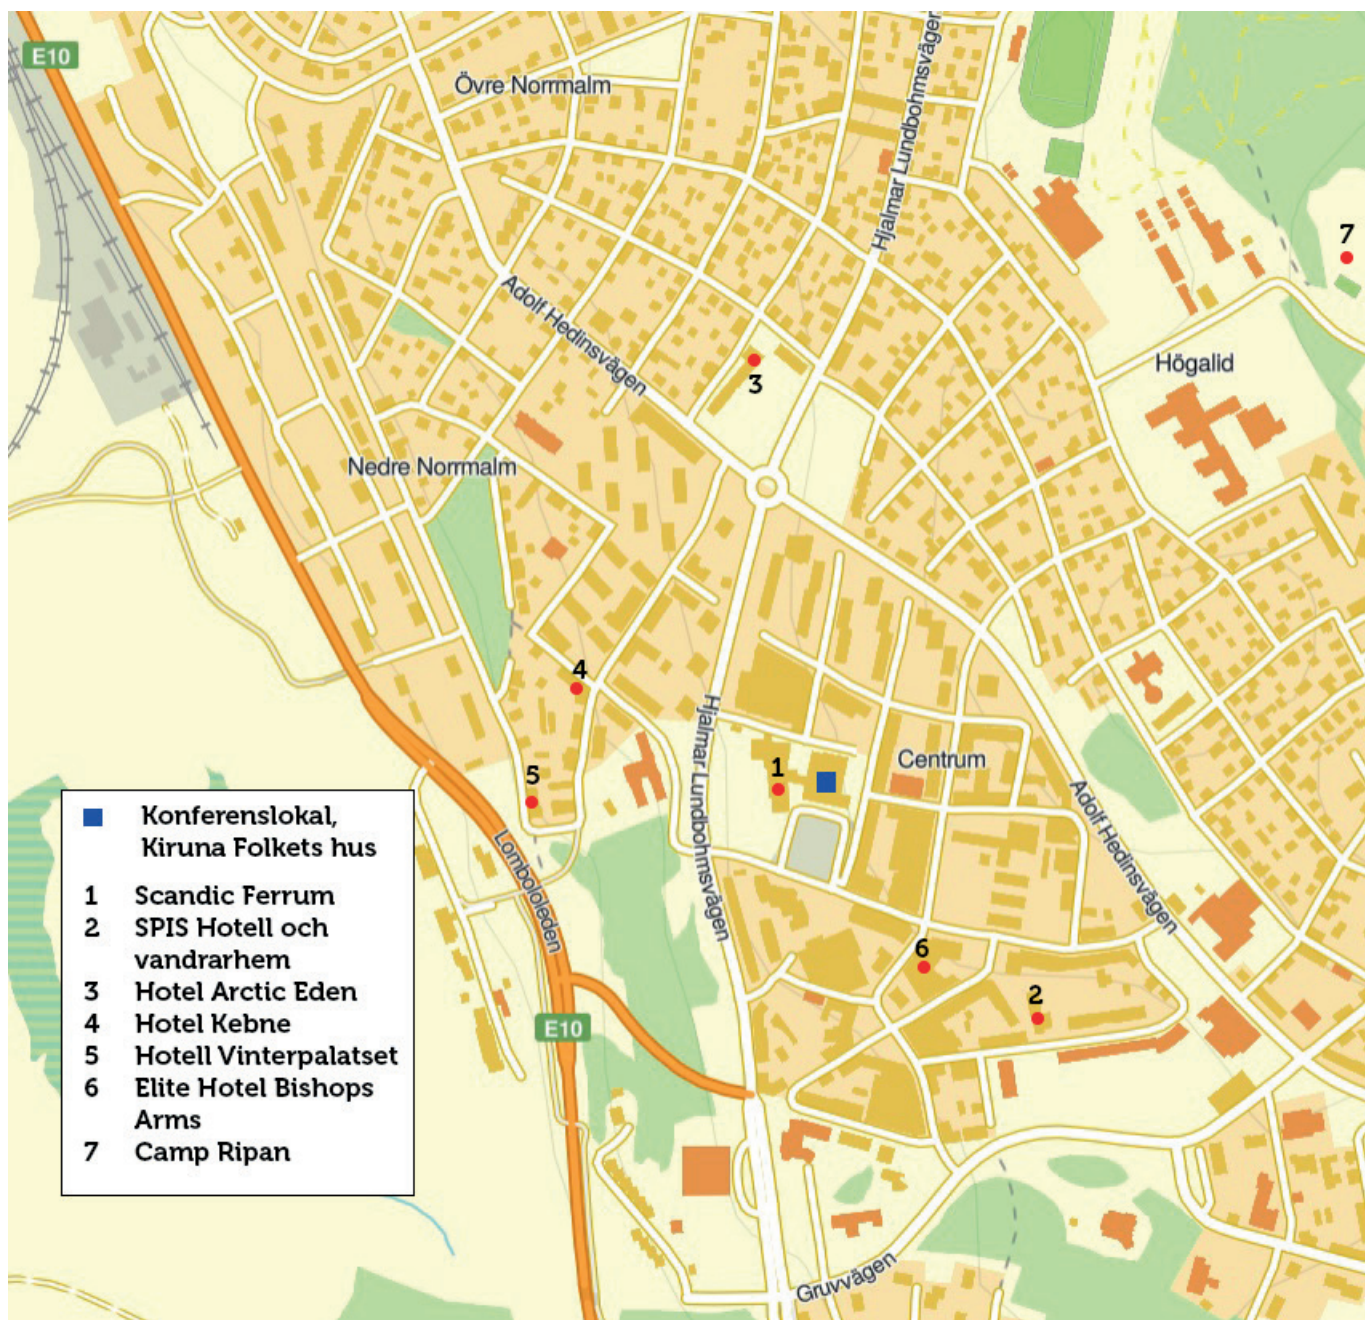 E10
Övre Norrmalm
Hjalmar Lundbohmsvägen
7
Adolf Hedinsvägen
3
Högalid
Nedre Norrmalm
4
Hjalmar Lundbohmsvägen
Centrum
1
5
Adolf Hedinsvägen
Lombololeden
6
2
E10
Gruvvägen
Konferenslokal,
Kiruna Folkets hus
1 Scandic Ferrum
2 SPIS Hotell och
vandrarhem
3 Hotel Arctic Eden
4 Hotel Kebne
5 Hotell Vinterpalatset
6 Elite Hotel Bishops
Arms
7 Camp Ripan